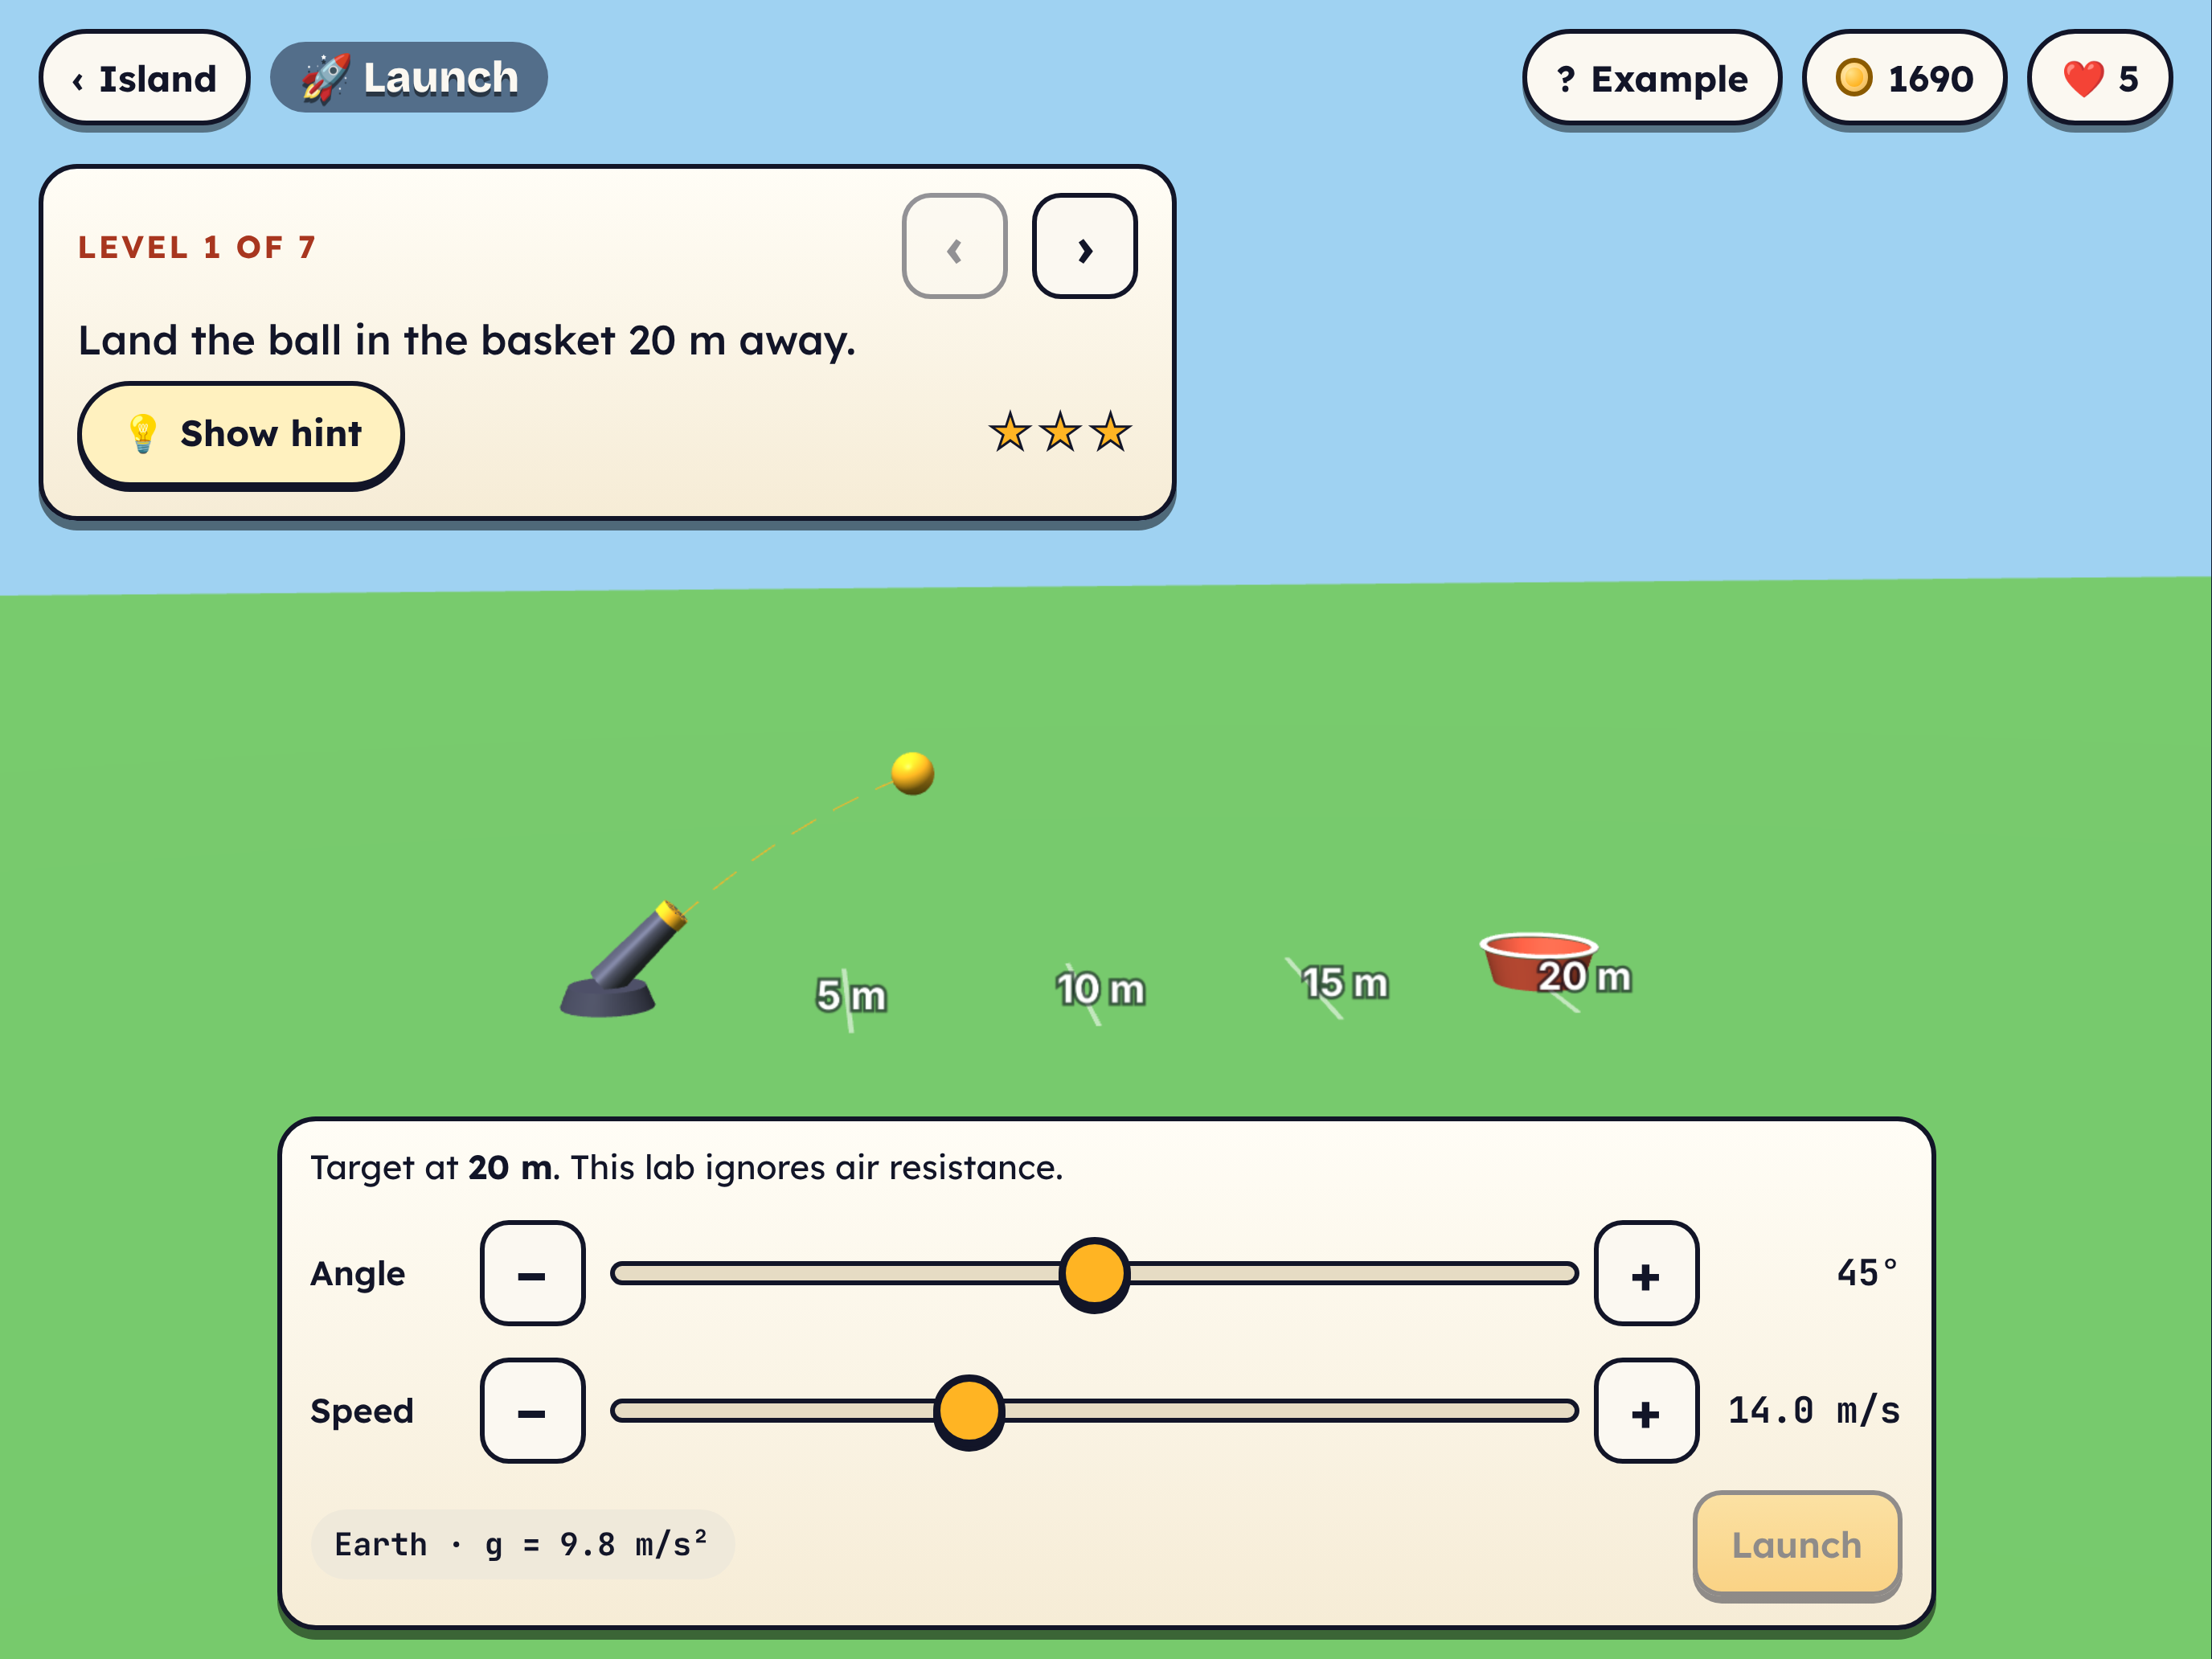 ‹ Island
🚀 Launch
? Example
1690
❤️ 5
LEVEL 1 OF 7
‹
›
Land the ball in the basket 20 m away.
💡 Show hint
5 m
10 m
15 m
20 m
Target at 20 m. This lab ignores air resistance.
Angle
−
+
45°
Speed
−
+
14.0 m/s
Earth · g = 9.8 m/s²
Launch